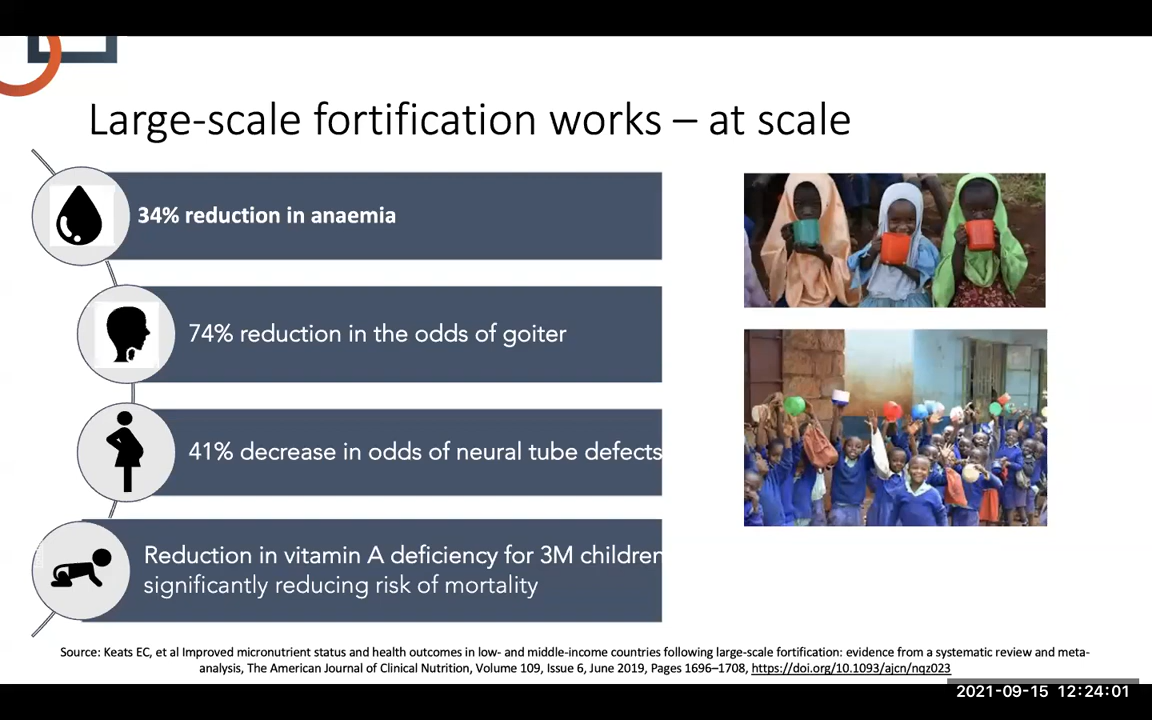 Large-scale fortification works – at scale
34% reduction in anaemia
74% reduction in the odds of goiter
41% decrease in odds of neural tube defects
Reduction in vitamin A deficiency for 3M children
significantly reducing risk of mortality
Source: Keats EC, et al Improved micronutrient status and health outcomes in low- and middle-income countries following large-scale fortification: evidence from a systematic review and meta-
analysis, The American Journal of Clinical Nutrition, Volume 109, Issue 6, June 2019, Pages 1696–1708, https://doi.org/10.1093/ajcn/nqz023
2021-09-15 12:24:01